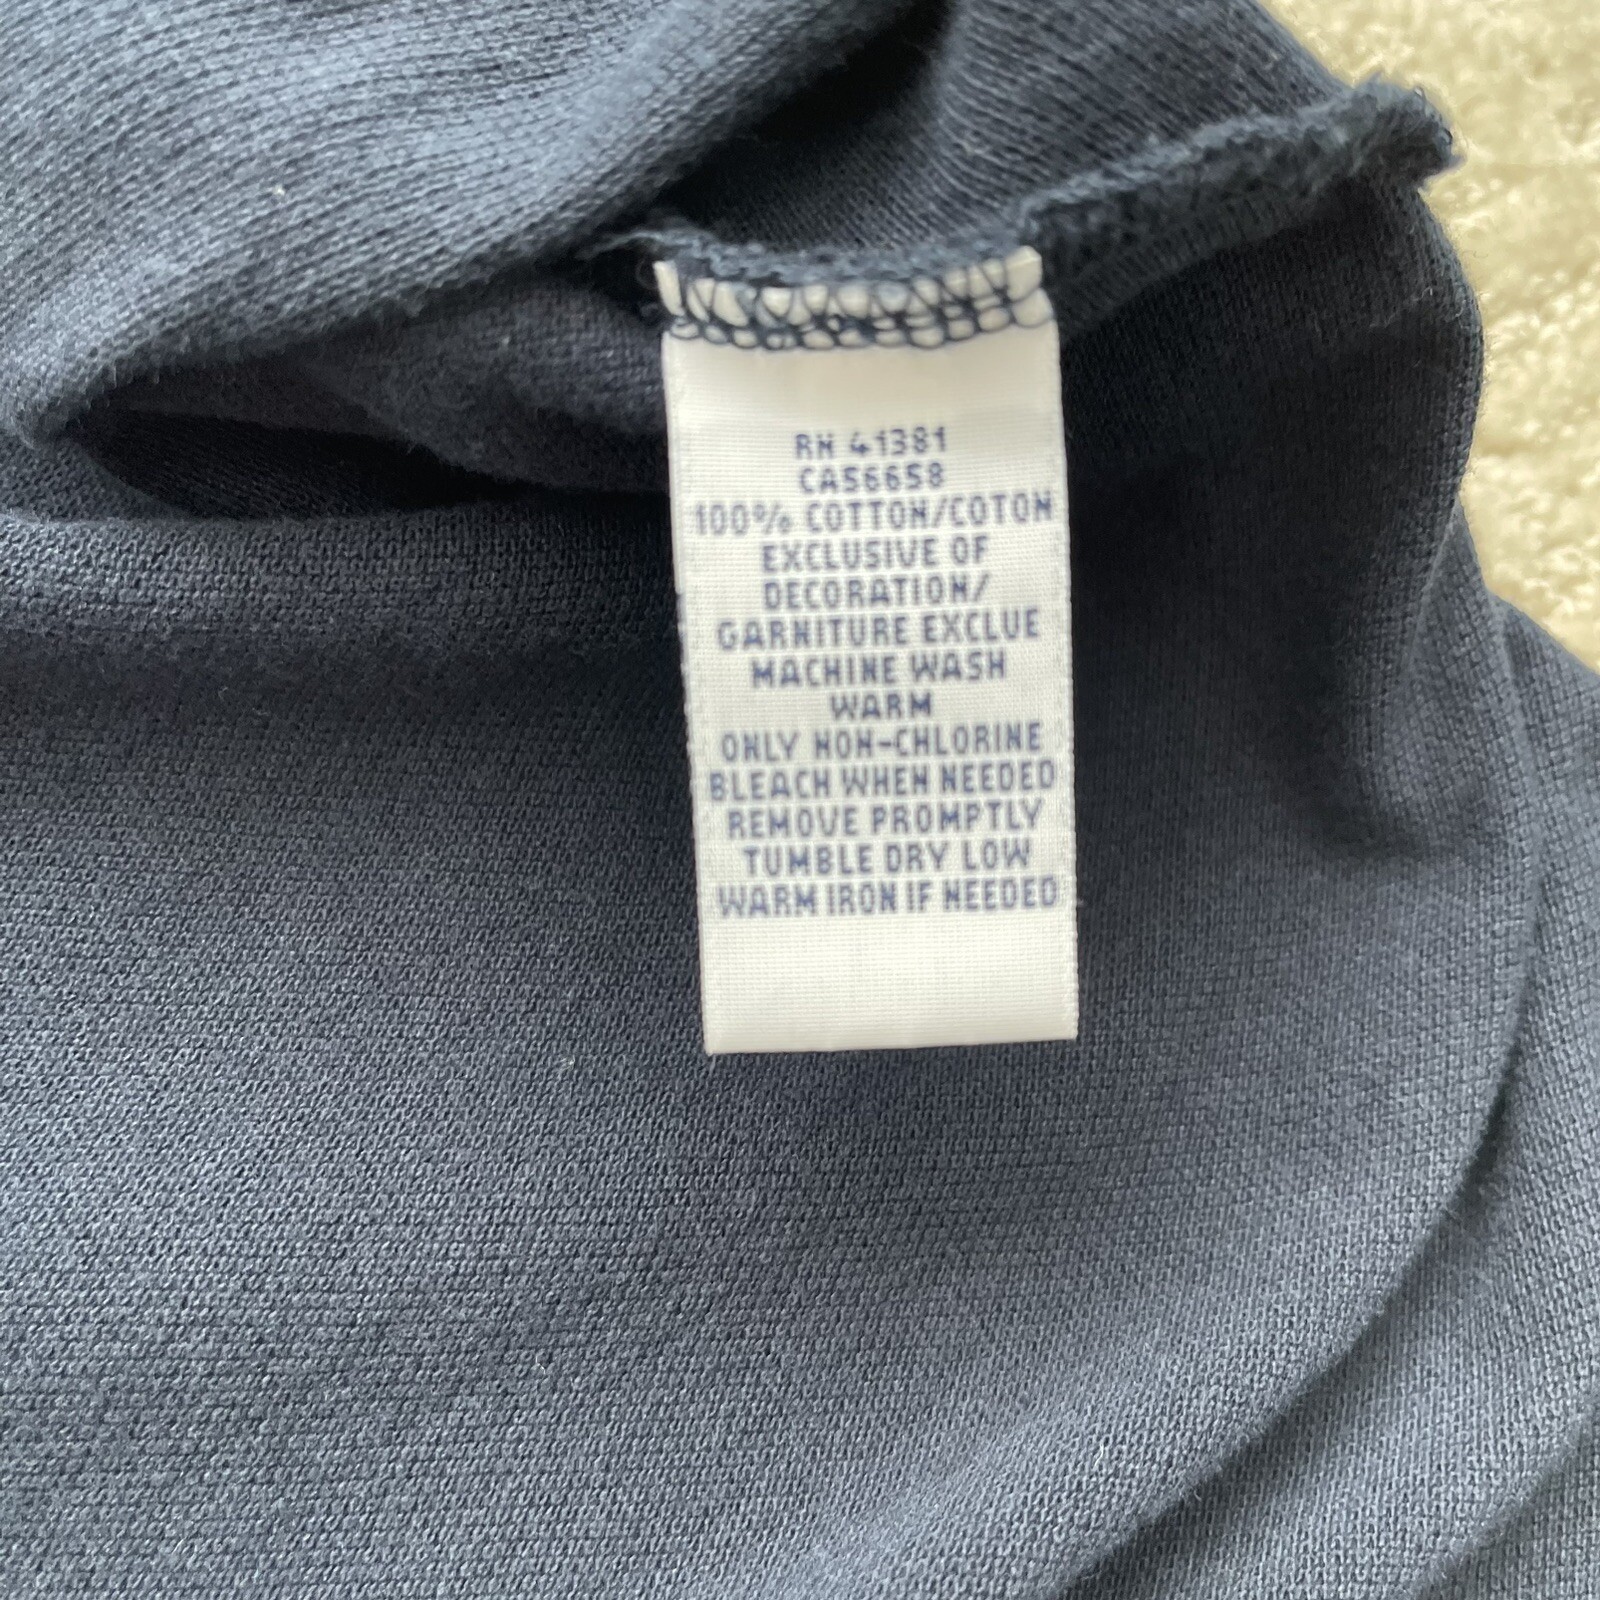 RN 41381
CA56658
100% COTTON/COTON
EXCLUSIVE OF
DECORATION/
GARNITURE EXCLUE
MACHINE WASH
WARM
ONLY NON-CHLORINE
BLEACH WHEN NEEDED
REMOVE PROMPTLY
TUMBLE DRY LOW
WARM IRON IF NEEDED